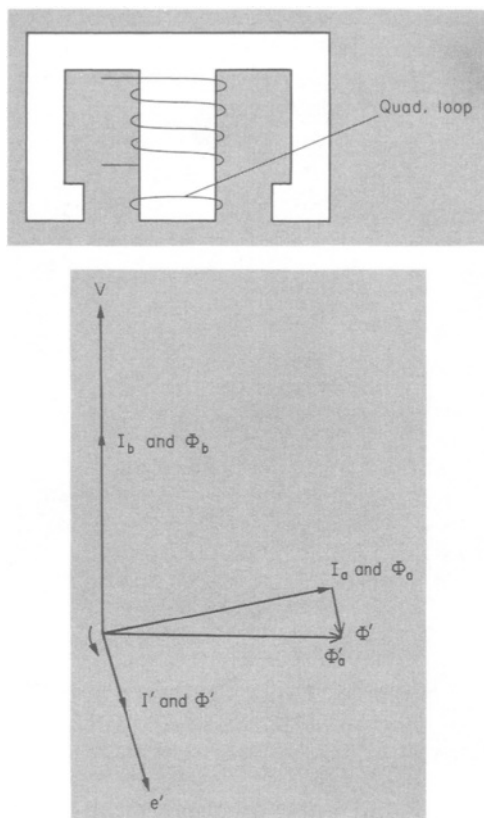 Quad. loop
V
I_b and Φ_b
I_a and Φ_a
Φ'
Φ'_a
I' and Φ'
e'